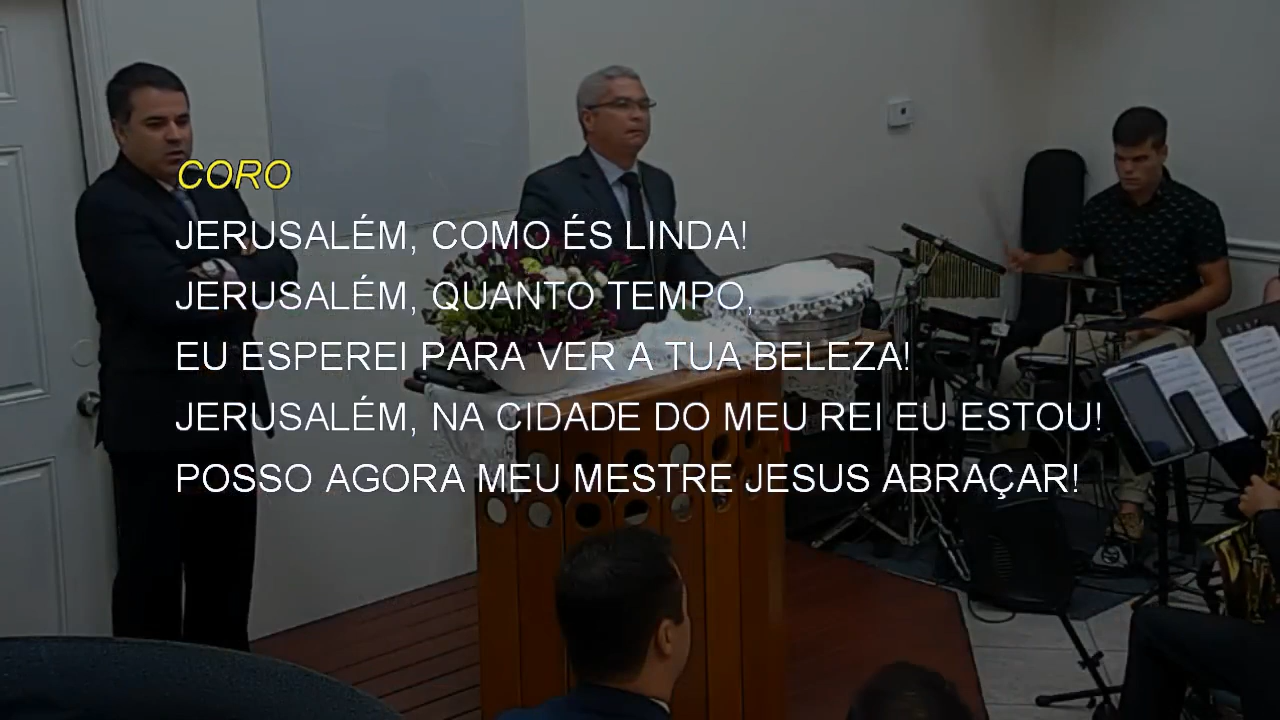 CORO
JERUSALÉM, COMO ÉS LINDA!
JERUSALÉM, QUANTO TEMPO,
EU ESPEREI PARA VER A TUA BELEZA!
JERUSALÉM, NA CIDADE DO MEU REI EU ESTOU!
POSSO AGORA MEU MESTRE JESUS ABRAÇAR!